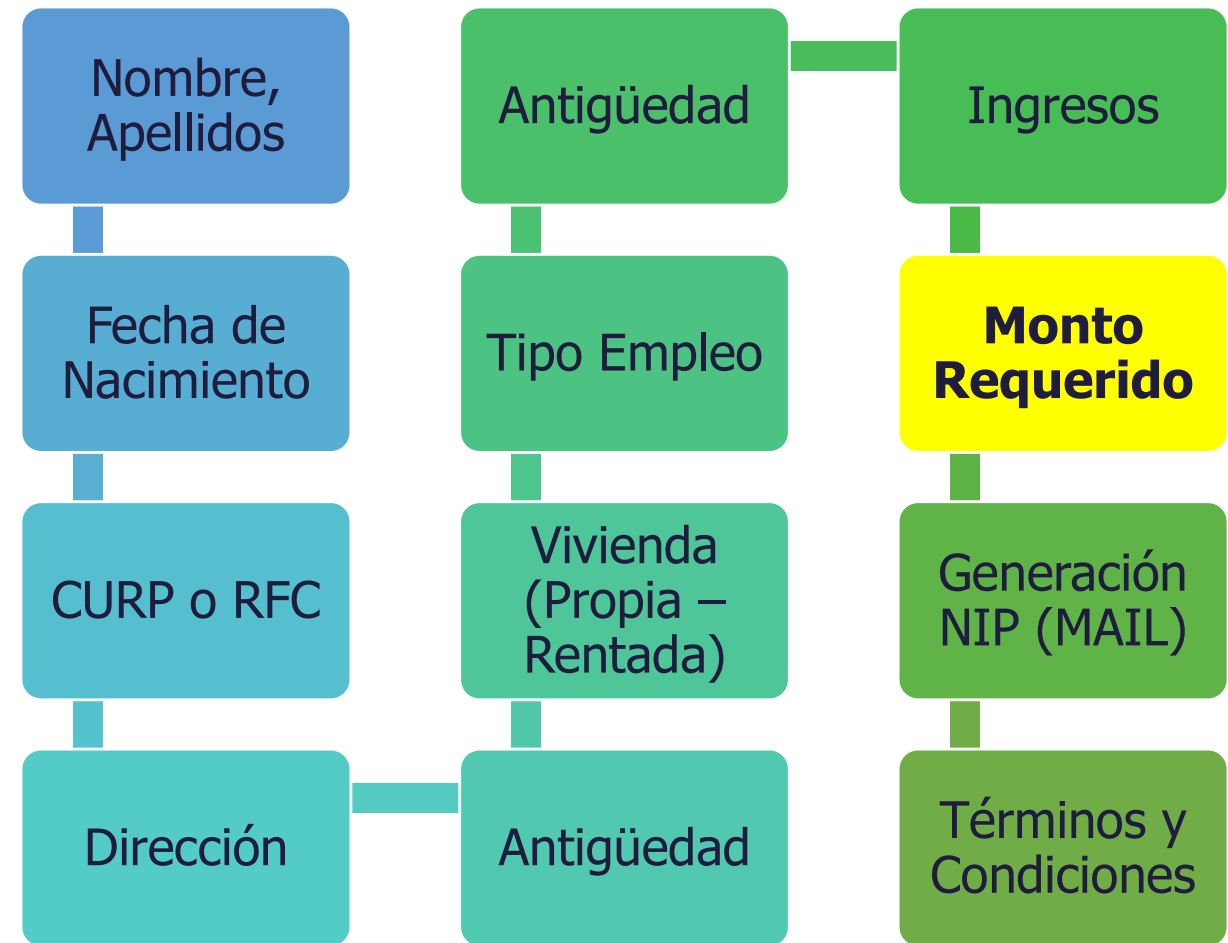 Nombre,
Apellidos
Fecha de
Nacimiento
CURP o RFC
Dirección
Antigüedad
Vivienda
(Propia –
Rentada)
Tipo Empleo
Antigüedad
Ingresos
Monto
Requerido
Generación
NIP (MAIL)
Términos y
Condiciones